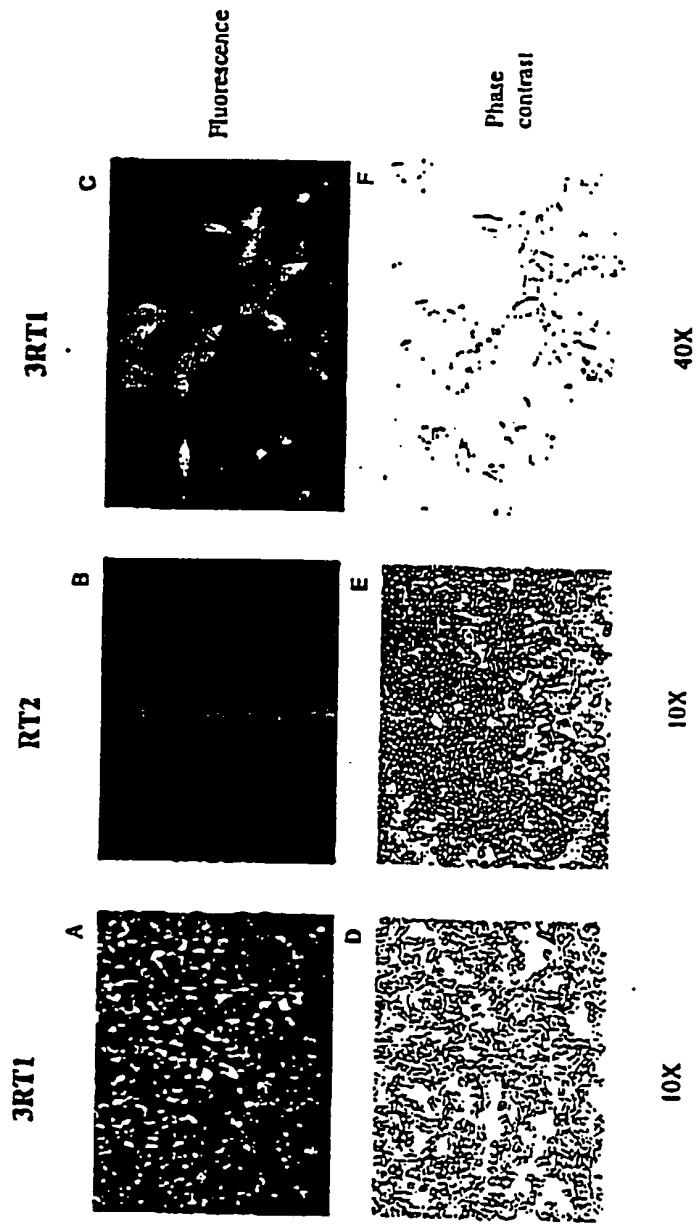 3RT1 RT2 3RT1
A B C
Fluorescence
D E F
Phase
contrast
10X 10X 40X